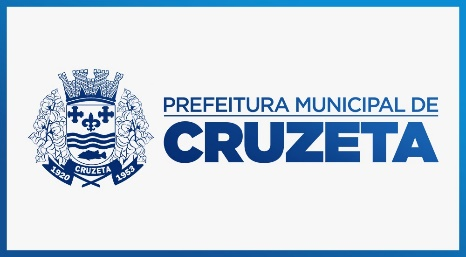 PREFEITURA MUNICIPAL DE
CRUZETA
1920 CRUZETA 1953